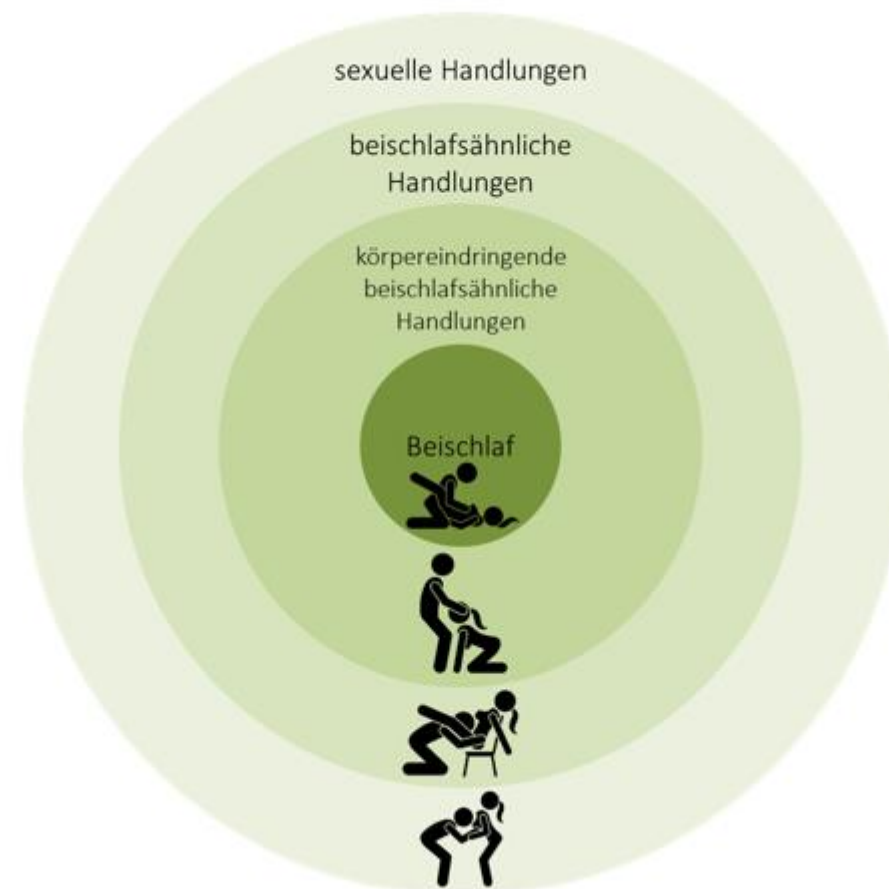 sexuelle Handlungen
beischlafsähnliche
Handlungen
körpereindringende
beischlafsähnliche
Handlungen
Beischlaf